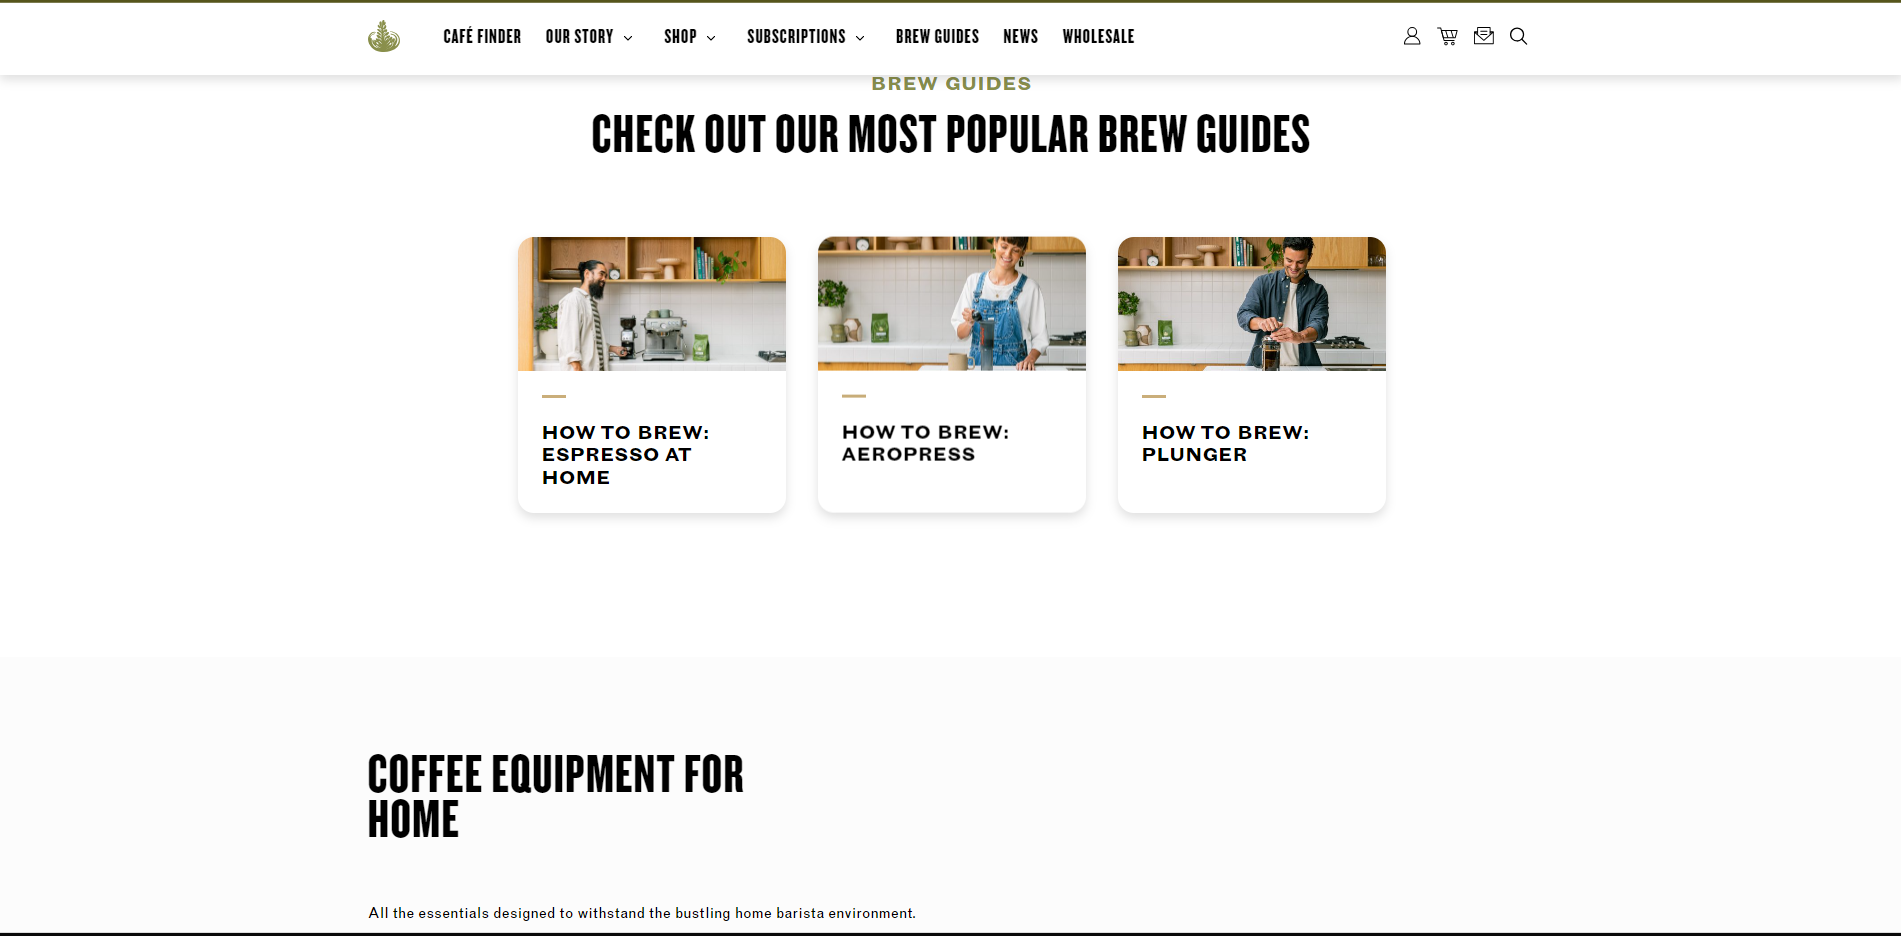 CAFÉ FINDER OUR STORY SHOP SUBSCRIPTIONS BREW GUIDES NEWS WHOLESALE
BREW GUIDES
CHECK OUT OUR MOST POPULAR BREW GUIDES
HOW TO BREW:
ESPRESSO AT
HOME
HOW TO BREW:
AEROPRESS
HOW TO BREW:
PLUNGER
COFFEE EQUIPMENT FOR
HOME
All the essentials designed to withstand the bustling home barista environment.